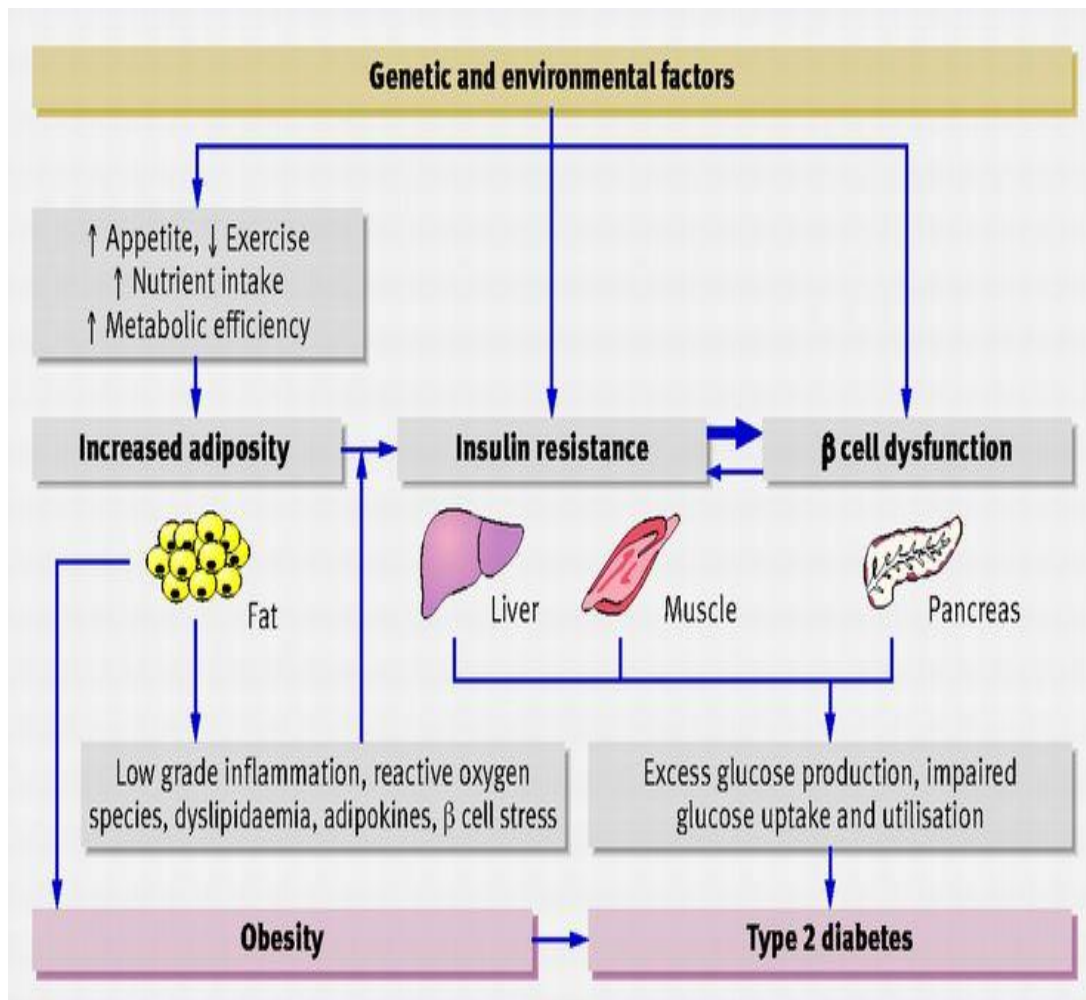 Genetic and environmental factors
↑ Appetite, ↓ Exercise
↑ Nutrient intake
↑ Metabolic efficiency
Increased adiposity
Insulin resistance
β cell dysfunction
Fat
Liver
Muscle
Pancreas
Low grade inflammation, reactive oxygen
species, dyslipidaemia, adipokines, β cell stress
Excess glucose production, impaired
glucose uptake and utilisation
Obesity
Type 2 diabetes